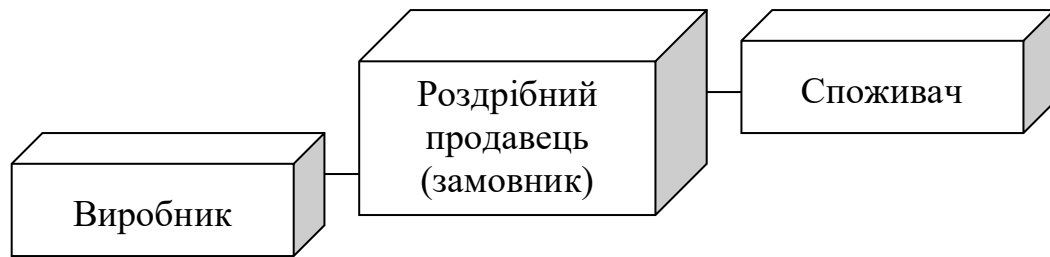 Виробник
Роздрібний
продавець
(замовник)
Споживач